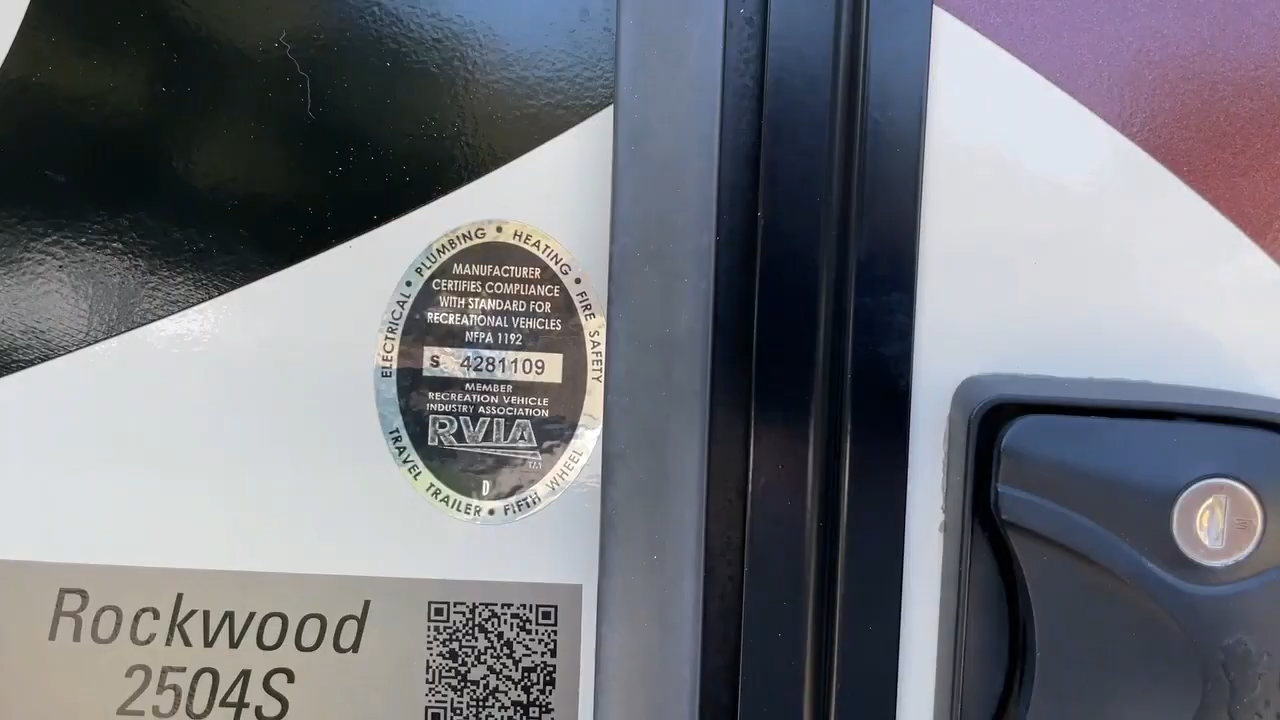 ELECTRICAL • PLUMBING • HEATING • FIRE SAFETY
MANUFACTURER
CERTIFIES COMPLIANCE
WITH STANDARD FOR
RECREATIONAL VEHICLES
NFPA 1192
S 4281109
MEMBER
RECREATION VEHICLE
INDUSTRY ASSOCIATION
RVIA
TM
D
TRAVEL TRAILER • FIFTH WHEEL
Rockwood
2504S